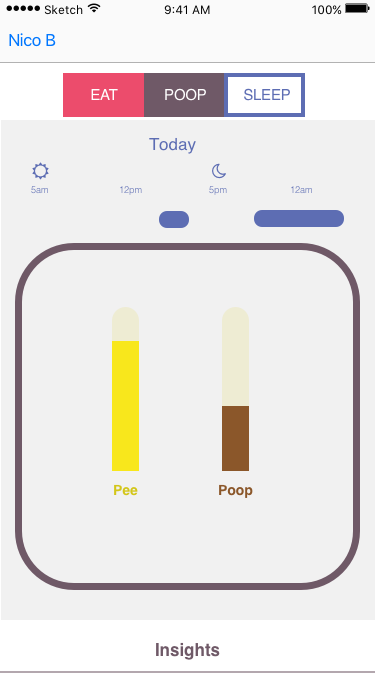 Sketch 9:41 AM 100%
Nico B
EAT POOP SLEEP
Today
5am 12pm 5pm 12am
Pee Poop
Insights